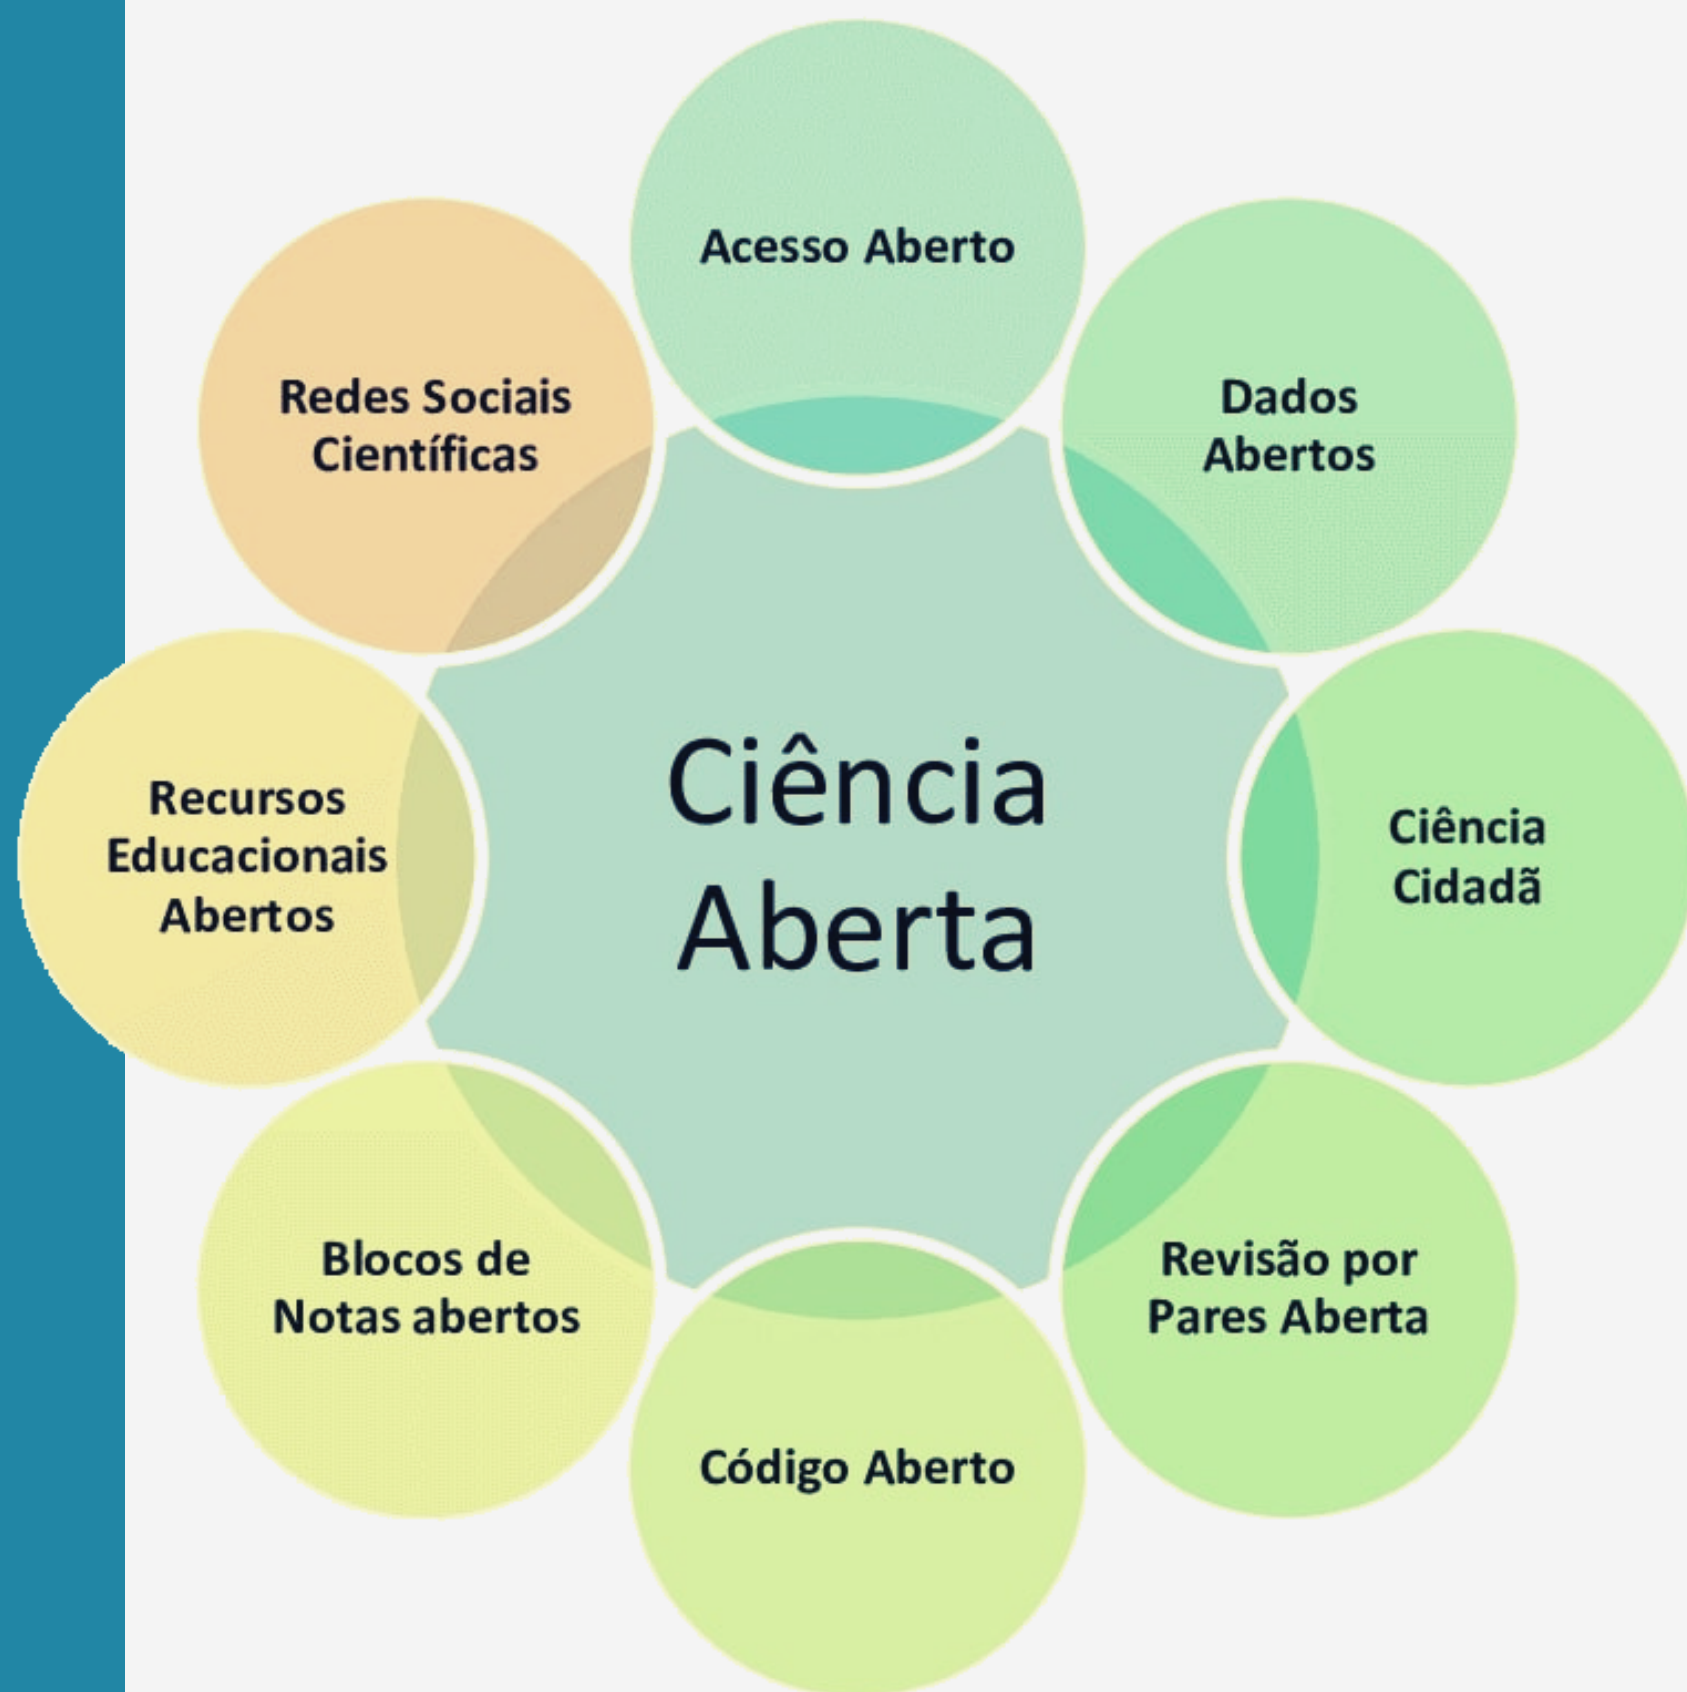 Acesso Aberto
Dados
Abertos
Ciência
Cidadã
Revisão por
Pares Aberta
Código Aberto
Blocos de
Notas abertos
Recursos
Educacionais
Abertos
Redes Sociais
Científicas
Ciência
Aberta